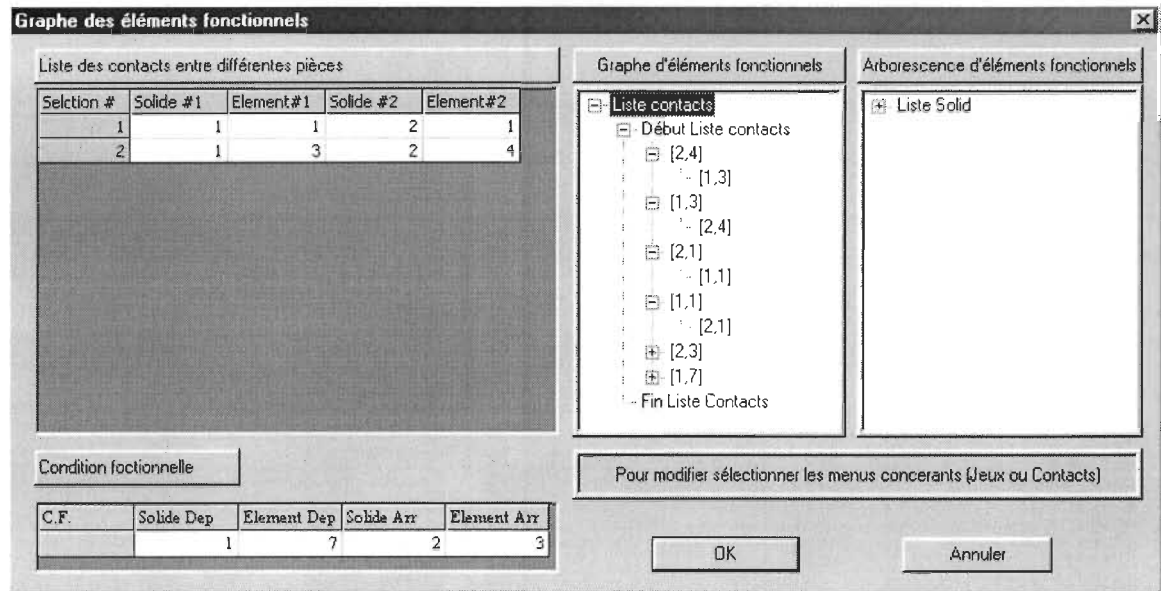 Graphe des éléments fonctionnels
Liste des contacts entre différentes pièces
Selction # Solide #1 Element#1 Solide #2 Element#2
1 1 1 2 1
2 1 3 2 4
Graphe d'éléments fonctionnels
Liste contacts
Début Liste contacts
[2,4]
[1,3]
[1,3]
[2,4]
[2,1]
[1,1]
[1,1]
[2,1]
[2,3]
[1,7]
Fin Liste Contacts
Arborescence d'éléments fonctionnels
Liste Solid
Condition foctionnelle
C.F. Solide Dep Element Dep Solide Arr Element Arr
1 7 2 3
Pour modifier sélectionner les menus concerants (Jeux ou Contacts)
OK
Annuler